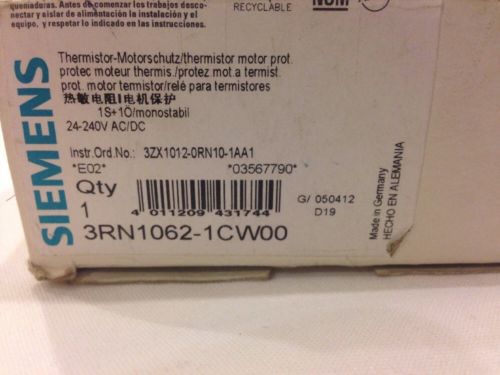 queniaduras. Antes de comenzar los trabajos desco-
nectar y aislar de alimentación la instalación y el
equipo, y respetar en las instrucciones.
RECYCLABLE
NOM
SIEMENS
Thermistor-Motorschutz/thermistor motor prot.
protec moteur thermis./protez mot.a termist.
prot. motor termistor/relé para termistores
热敏电阻 电机保护
1S+1Ö/monostabil
24-240V AC/DC
Instr.Ord.No.: 3ZX1012-0RN10-1AA1
*E02* *03567790*
Qty
1
4 011209 431744
G/ 050412
D19
Made in Germany
HECHO EN ALEMANIA
3RN1062-1CW00